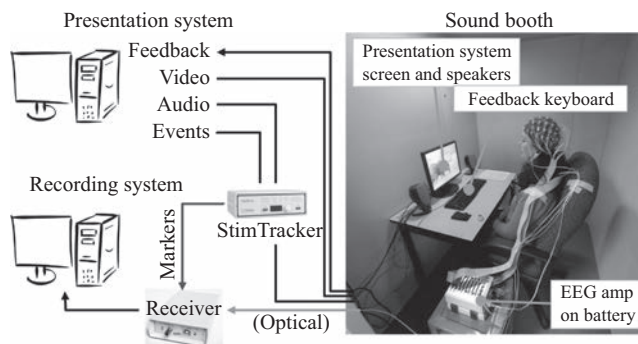 Presentation system
Feedback
Video
Audio
Events
Recording system
StimTracker
Markers
Receiver
(Optical)
Sound booth
Presentation system
screen and speakers
Feedback keyboard
EEG amp
on battery